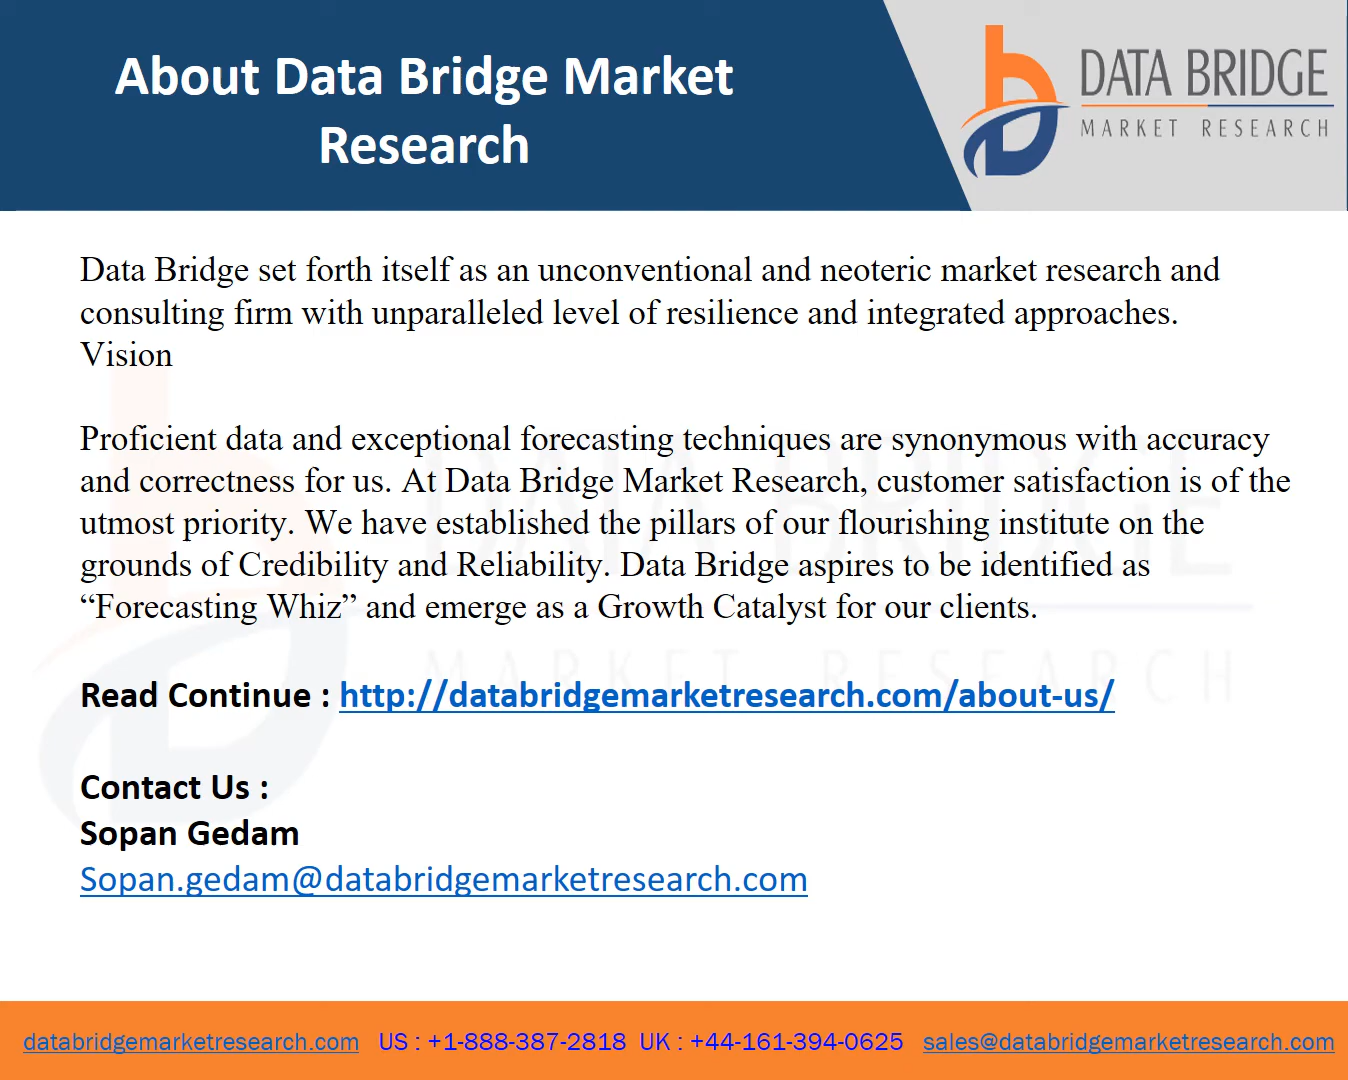 About Data Bridge Market
Research
DATA BRIDGE
MARKET RESEARCH
Data Bridge set forth itself as an unconventional and neoteric market research and
consulting firm with unparalleled level of resilience and integrated approaches.
Vision
Proficient data and exceptional forecasting techniques are synonymous with accuracy
and correctness for us. At Data Bridge Market Research, customer satisfaction is of the
utmost priority. We have established the pillars of our flourishing institute on the
grounds of Credibility and Reliability. Data Bridge aspires to be identified as
“Forecasting Whiz” and emerge as a Growth Catalyst for our clients.
DATA BRIDGE
MARKET RESEARCH
Read Continue : http://databridgemarketresearch.com/about-us/
Contact Us :
Sopan Gedam
Sopan.gedam@databridgemarketresearch.com
databridgemarketresearch.com US : +1-888-387-2818 UK : +44-161-394-0625 sales@databridgemarketresearch.com